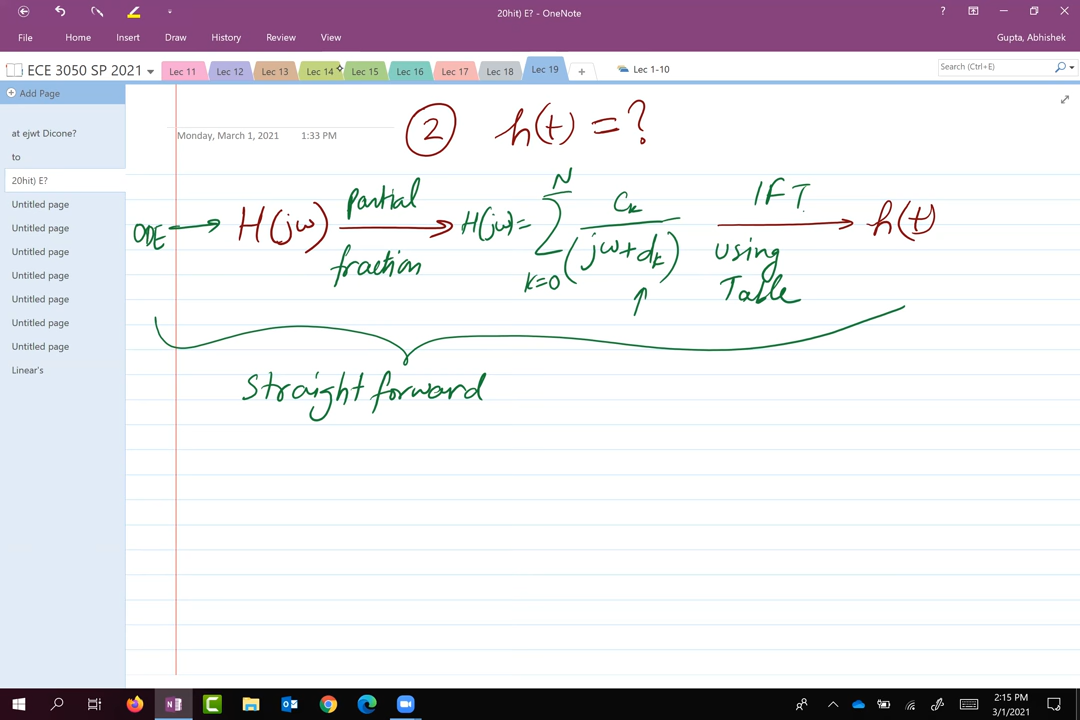 20hit) E? - OneNote
Gupta, Abhishek
File Home Insert Draw History Review View
ECE 3050 SP 2021
Lec 11 Lec 12 Lec 13 Lec 14 Lec 15 Lec 16 Lec 17 Lec 18 Lec 19 + Lec 1-10
Search (Ctrl+E)
Add Page
at ejwt Dicone?
to
20hit) E?
Untitled page
Untitled page
Untitled page
Untitled page
Untitled page
Untitled page
Untitled page
Linear's
Monday, March 1, 2021 1:33 PM
② h(t) = ?
ODE → H(jω) Partial fraction → H(jω) = ∑_{k=0}^{N} c_k / (jω + d_k) IFT using Table → h(t)
↑
Straight forward
2:15 PM
3/1/2021